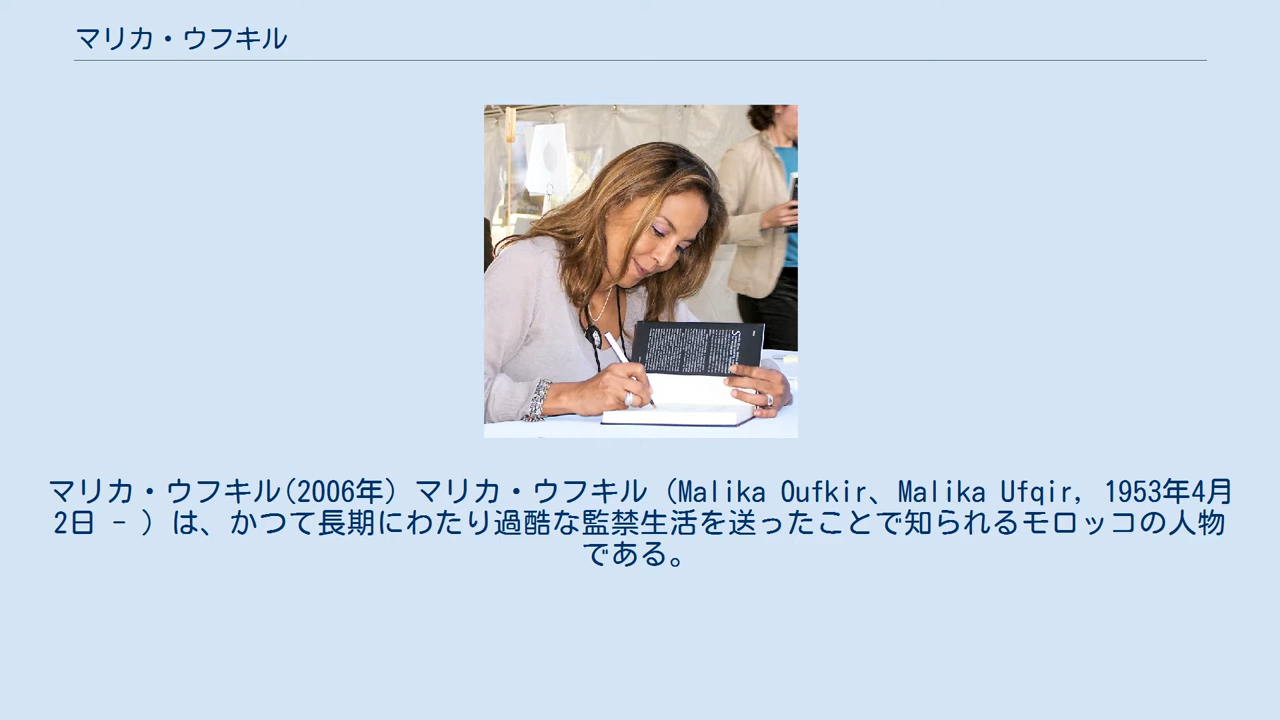 マリカ・ウフキル
マリカ・ウフキル(2006年) マリカ・ウフキル（Malika Oufkir、Malika Ufqir, 1953年4月
2日 - ）は、かつて長期にわたり過酷な監禁生活を送ったことで知られるモロッコの人物
である。